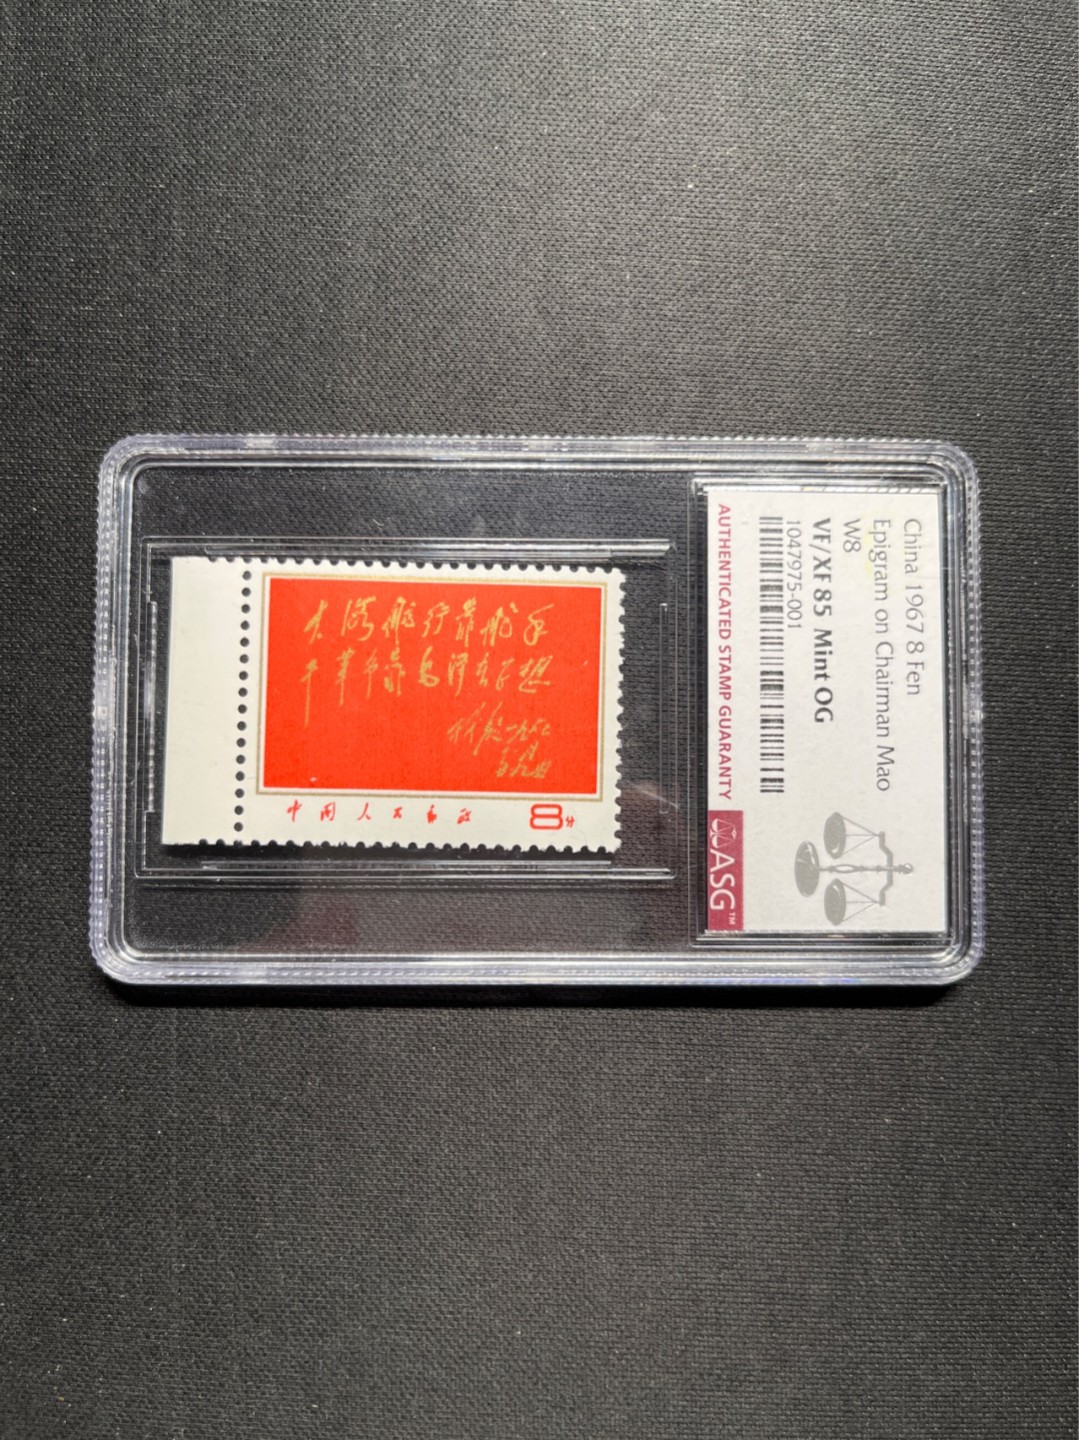 大海航行靠舵手
干革命靠毛泽东思想
林彪 一九六七
中国人民邮政
8分
China 1967 8 Fen
Epigram on Chairman Mao
W8
VF/XF 85 Mint OG
1047975-001
AUTHENTICATED STAMP GUARANTY
ASG™